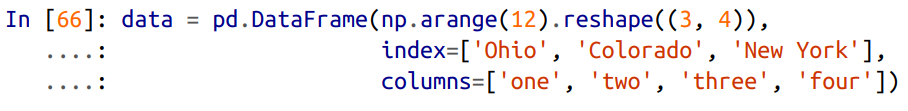 In [66]: data = pd.DataFrame(np.arange(12).reshape((3, 4)),
   ....:                     index=['Ohio', 'Colorado', 'New York'],
   ....:                     columns=['one', 'two', 'three', 'four'])